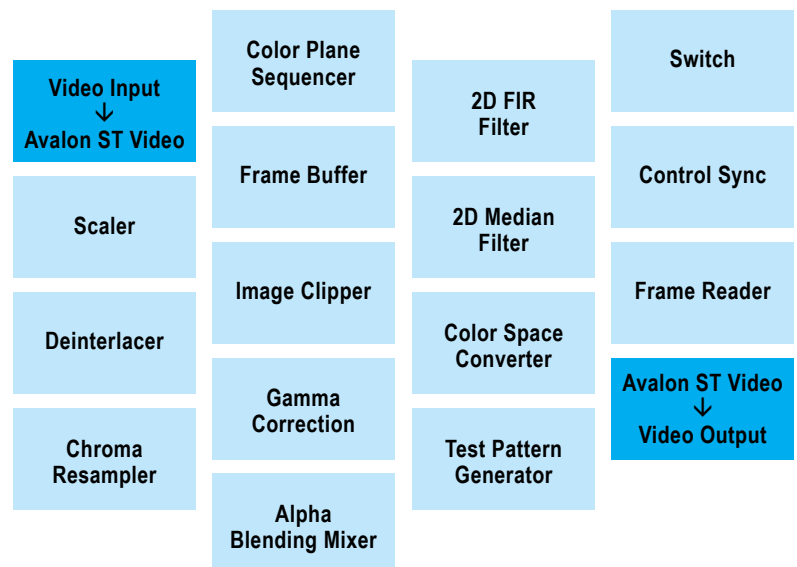 Video Input
↓
Avalon ST Video
Scaler
Deinterlacer
Chroma
Resampler
Color Plane
Sequencer
Frame Buffer
Image Clipper
Gamma
Correction
Alpha
Blending Mixer
2D FIR
Filter
2D Median
Filter
Color Space
Converter
Test Pattern
Generator
Switch
Control Sync
Frame Reader
Avalon ST Video
↓
Video Output